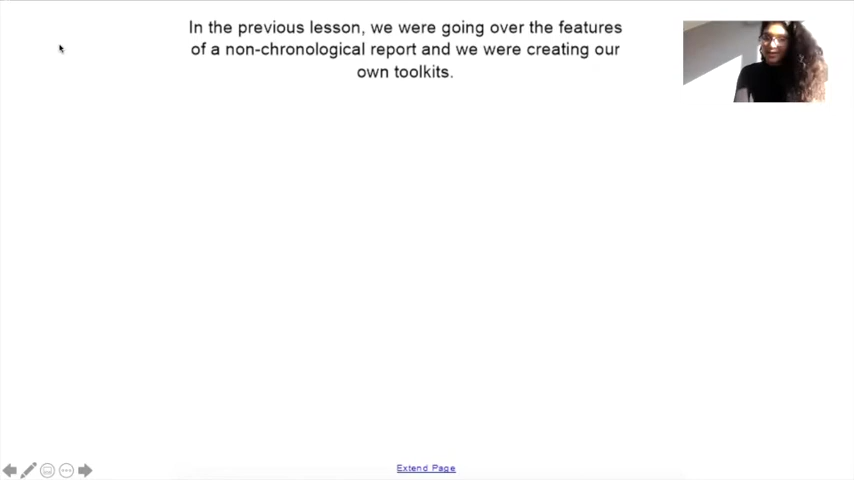 In the previous lesson, we were going over the features
of a non-chronological report and we were creating our
own toolkits.
Extend Page